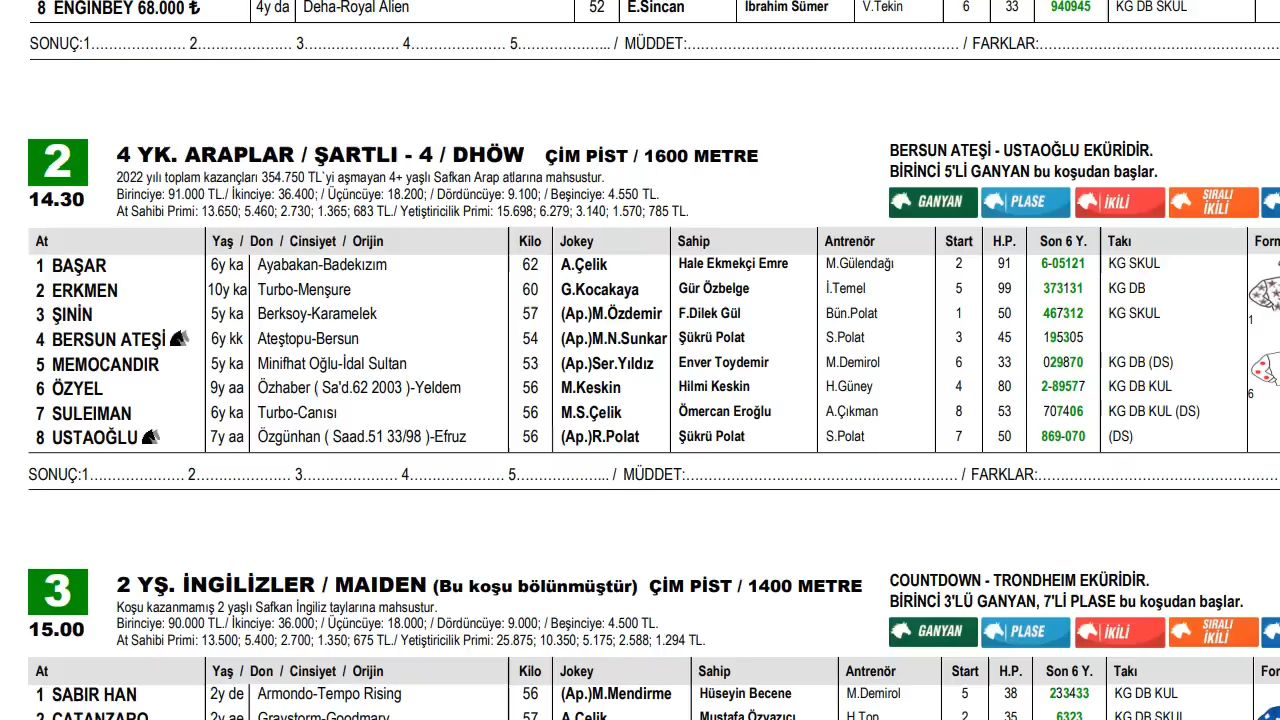 8 ENGİNBEY 68.000 ₺ 4y da Deha-Royal Alien 52 E.Sincan İbrahim Sümer V.Tekin 6 33 940945 KG DB SKUL
SONUÇ:1...................... 2........................ 3........................ 4........................ 5....................... / MÜDDET:............................................................... / FARKLAR:.......................................................
2
14.30
4 YK. ARAPLAR / ŞARTLI - 4 / DHÖW ÇİM PİST / 1600 METRE
2022 yılı toplam kazançları 354.750 TL`yi aşmayan 4+ yaşlı Safkan Arap atlarına mahsustur.
Birinciye: 91.000 TL./ İkinciye: 36.400; / Üçüncüye: 18.200; / Dördüncüye: 9.100; / Beşinciye: 4.550 TL.
At Sahibi Primi: 13.650; 5.460; 2.730; 1.365; 683 TL./ Yetiştiricilik Primi: 15.698; 6.279; 3.140; 1.570; 785 TL.
BERSUN ATEŞİ - USTAOĞLU EKÜRİDİR.
BİRİNCİ 5'Lİ GANYAN bu koşudan başlar.
GANYAN PLASE İKİLİ SIRALI İKİLİ
At Yaş / Don / Cinsiyet / Orijin Kilo Jokey Sahip Antrenör Start H.P. Son 6 Y. Takı Form
1 BAŞAR 6y ka Ayabakan-Badekızım 62 A.Çelik Hale Ekmekçi Emre M.Gülendağı 2 91 6-05121 KG SKUL
2 ERKMEN 10y ka Turbo-Menşure 60 G.Kocakaya Gür Özbelge İ.Temel 5 99 373131 KG DB
3 ŞININ 5y ka Berksoy-Karamelek 57 (Ap.)M.Özdemir F.Dilek Gül Bün.Polat 1 50 467312 KG SKUL
4 BERSUN ATEŞİ 6y kk Ateştopu-Bersun 54 (Ap.)M.N.Sunkar Şükrü Polat S.Polat 3 45 195305
1
5 MEMOCANDIR 5y ka Minifhat Oğlu-İdal Sultan 53 (Ap.)Ser.Yıldız Enver Toydemir M.Demirol 6 33 029870 KG DB (DS)
6 ÖZYEL 9y aa Özhaber ( Sa'd.62 2003 )-Yeldem 56 M.Keskin Hilmi Keskin H.Güney 4 80 2-89577 KG DB KUL
6
7 SULEIMAN 6y ka Turbo-Canısı 56 M.S.Çelik Ömercan Eroğlu A.Çıkman 8 53 707406 KG DB KUL (DS)
8 USTAOĞLU 7y aa Özgünhan ( Saad.51 33/98 )-Efruz 56 (Ap.)R.Polat Şükrü Polat S.Polat 7 50 869-070 (DS)
SONUÇ:1...................... 2........................ 3........................ 4........................ 5....................... / MÜDDET:............................................................... / FARKLAR:.......................................................
3
15.00
2 YŞ. İNGİLİZLER / MAIDEN (Bu koşu bölünmüştür) ÇİM PİST / 1400 METRE
Koşu kazanmamış 2 yaşlı Safkan İngiliz taylarına mahsustur.
Birinciye: 90.000 TL./ İkinciye: 36.000; / Üçüncüye: 18.000; / Dördüncüye: 9.000; / Beşinciye: 4.500 TL.
At Sahibi Primi: 13.500; 5.400; 2.700; 1.350; 675 TL./ Yetiştiricilik Primi: 25.875; 10.350; 5.175; 2.588; 1.294 TL.
COUNTDOWN - TRONDHEIM EKÜRİDİR.
BİRİNCİ 3'LÜ GANYAN, 7'Lİ PLASE bu koşudan başlar.
GANYAN PLASE İKİLİ SIRALI İKİLİ
At Yaş / Don / Cinsiyet / Orijin Kilo Jokey Sahip Antrenör Start H.P. Son 6 Y. Takı Fo
1 SABIR HAN 2y de Armondo-Tempo Rising 56 (Ap.)M.Mendirme Hüseyin Becene M.Demirol 5 38 233433 KG DB KUL
2 CATANZARO 2y ae Graystorm-Goodmary 57 A.Çelik Mustafa Özyazıcı H.Top 2 35 6323 KG DB KUL